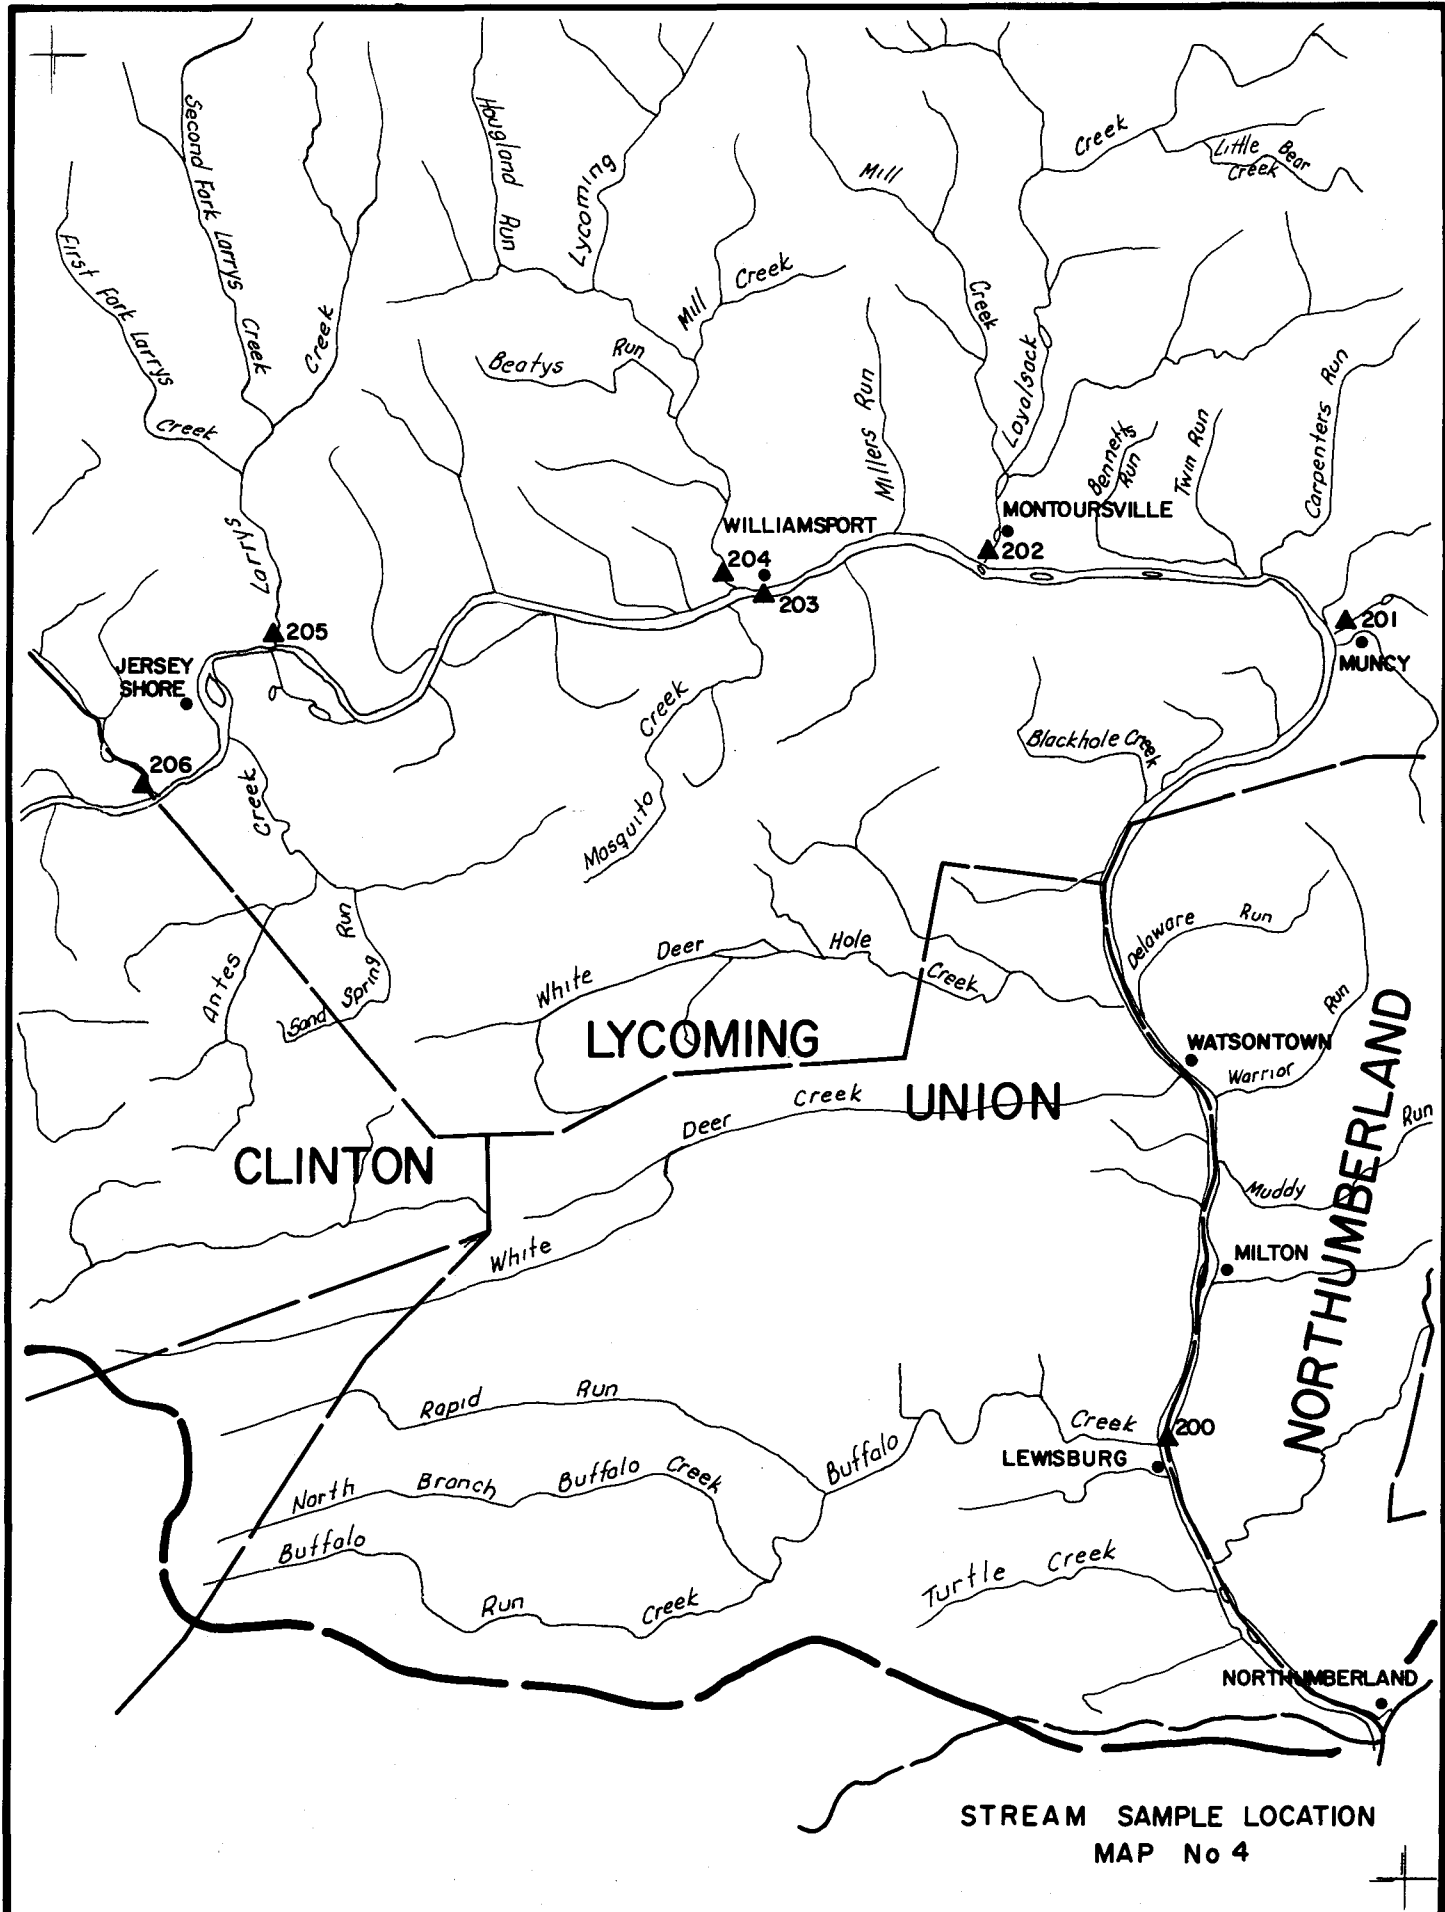 Second Fork Larrys Creek
First Fork Larrys Creek
Creek
Larrys
Hougland Run
Lycoming
Mill Creek
Beatys Run
Mill Creek
Creek
Little Bear
Creek
Loyalsock
Millers Run
Bennetts
Run
Twin Run
Carpenters Run
WILLIAMSPORT
MONTOURSVILLE
204
203
202
201
MUNCY
205
JERSEY
SHORE
206
Creek
Antes
Sand Spring Run
Mosquito Creek
Blackhole Creek
White Deer Hole Creek
Delaware Run
LYCOMING
WATSONTOWN
Warrior Run
UNION
CLINTON
NORTHUMBERLAND
White Deer Creek
Muddy Run
MILTON
Rapid Run
Buffalo Creek
200
LEWISBURG
North Branch Buffalo Creek
Buffalo Run Creek
Turtle Creek
NORTHUMBERLAND
STREAM SAMPLE LOCATION
MAP No 4